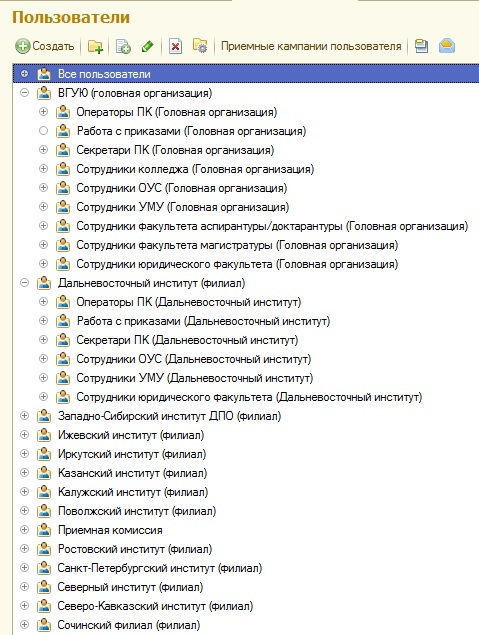 Пользователи
Создать Приемные кампании пользователя
Все пользователи
ВГУЮ (головная организация)
Операторы ПК (Головная организация)
Работа с приказами (Головная организация)
Секретари ПК (Головная организация)
Сотрудники колледжа (Головная организация)
Сотрудники ОУС (Головная организация)
Сотрудники УМУ (Головная организация)
Сотрудники факультета аспирантуры/доктарантуры (Головная организация)
Сотрудники факультета магистратуры (Головная организация)
Сотрудники юридического факультета (Головная организация)
Дальневосточный институт (филиал)
Операторы ПК (Дальневосточный институт)
Работа с приказами (Дальневосточный институт)
Секретари ПК (Дальневосточный институт)
Сотрудники ОУС (Дальневосточный институт)
Сотрудники УМУ (Дальневосточный институт)
Сотрудники юридического факультета (Дальневосточный институт)
Западно-Сибирский институт ДПО (филиал)
Ижевский институт (филиал)
Иркутский институт (филиал)
Казанский институт (филиал)
Калужский институт (филиал)
Поволжский институт (филиал)
Приемная комиссия
Ростовский институт (филиал)
Санкт-Петербургский институт (филиал)
Северный институт (филиал)
Северо-Кавказский институт (филиал)
Сочинский филиал (филиал)